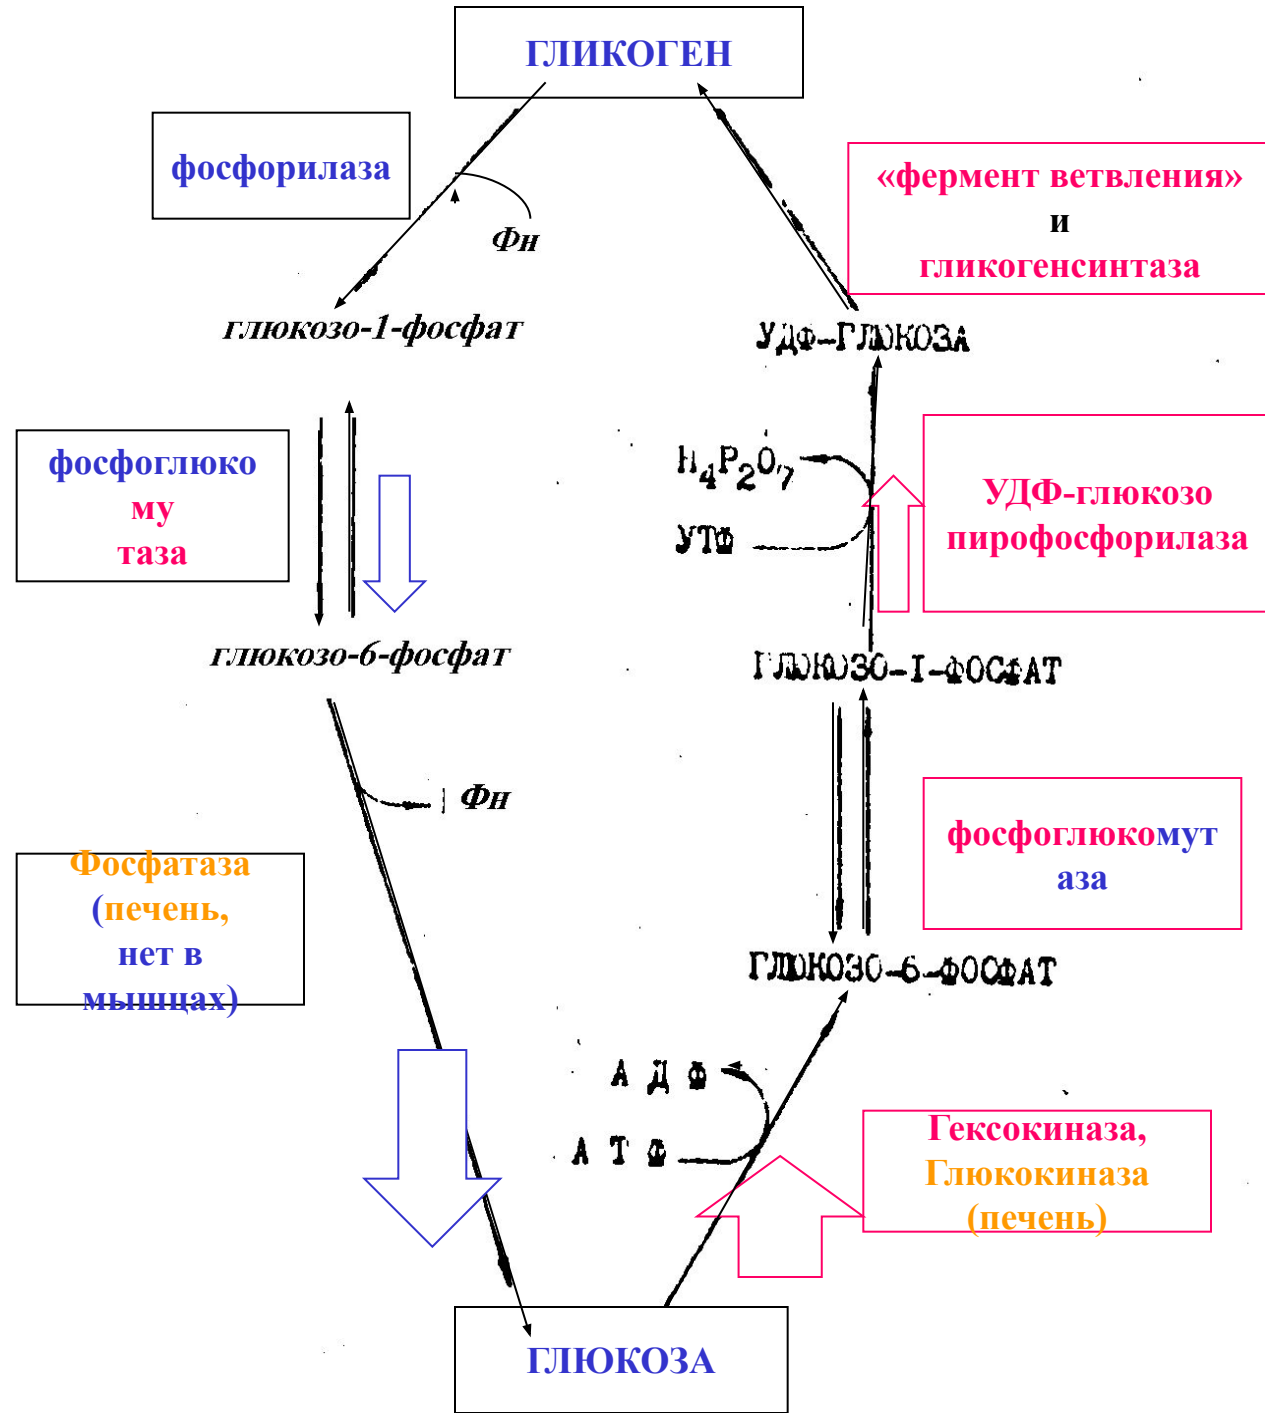 ГЛИКОГЕН
фосфорилаза
Фн
«фермент ветвления»
и
гликогенсинтаза
глюкозо-1-фосфат
УДФ-ГЛЮКОЗА
фосфоглюко
му
таза
H4P2O7
УТФ
УДФ-глюкозо
пирофосфорилаза
глюкозо-6-фосфат
ГЛЮКОЗО-I-ФОСФАТ
Фн
фосфоглюкомут
аза
Фосфатаза
(печень,
нет в
мышцах)
ГЛЮКОЗО-6-ФОСФАТ
АДФ
АТФ
Гексокиназа,
Глюкокиназа
(печень)
ГЛЮКОЗА